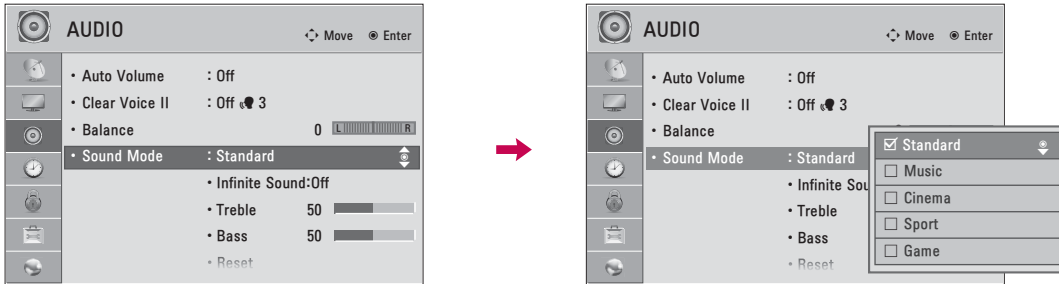 AUDIO
Move Enter
• Auto Volume : Off
• Clear Voice II : Off 3
• Balance 0 L R
• Sound Mode : Standard
• Infinite Sound:Off
• Treble 50
• Bass 50
• Reset
AUDIO
Move Enter
• Auto Volume : Off
• Clear Voice II : Off 3
• Balance
• Sound Mode : Standard
• Infinite Sou
• Treble
• Bass
• Reset
Standard
Music
Cinema
Sport
Game